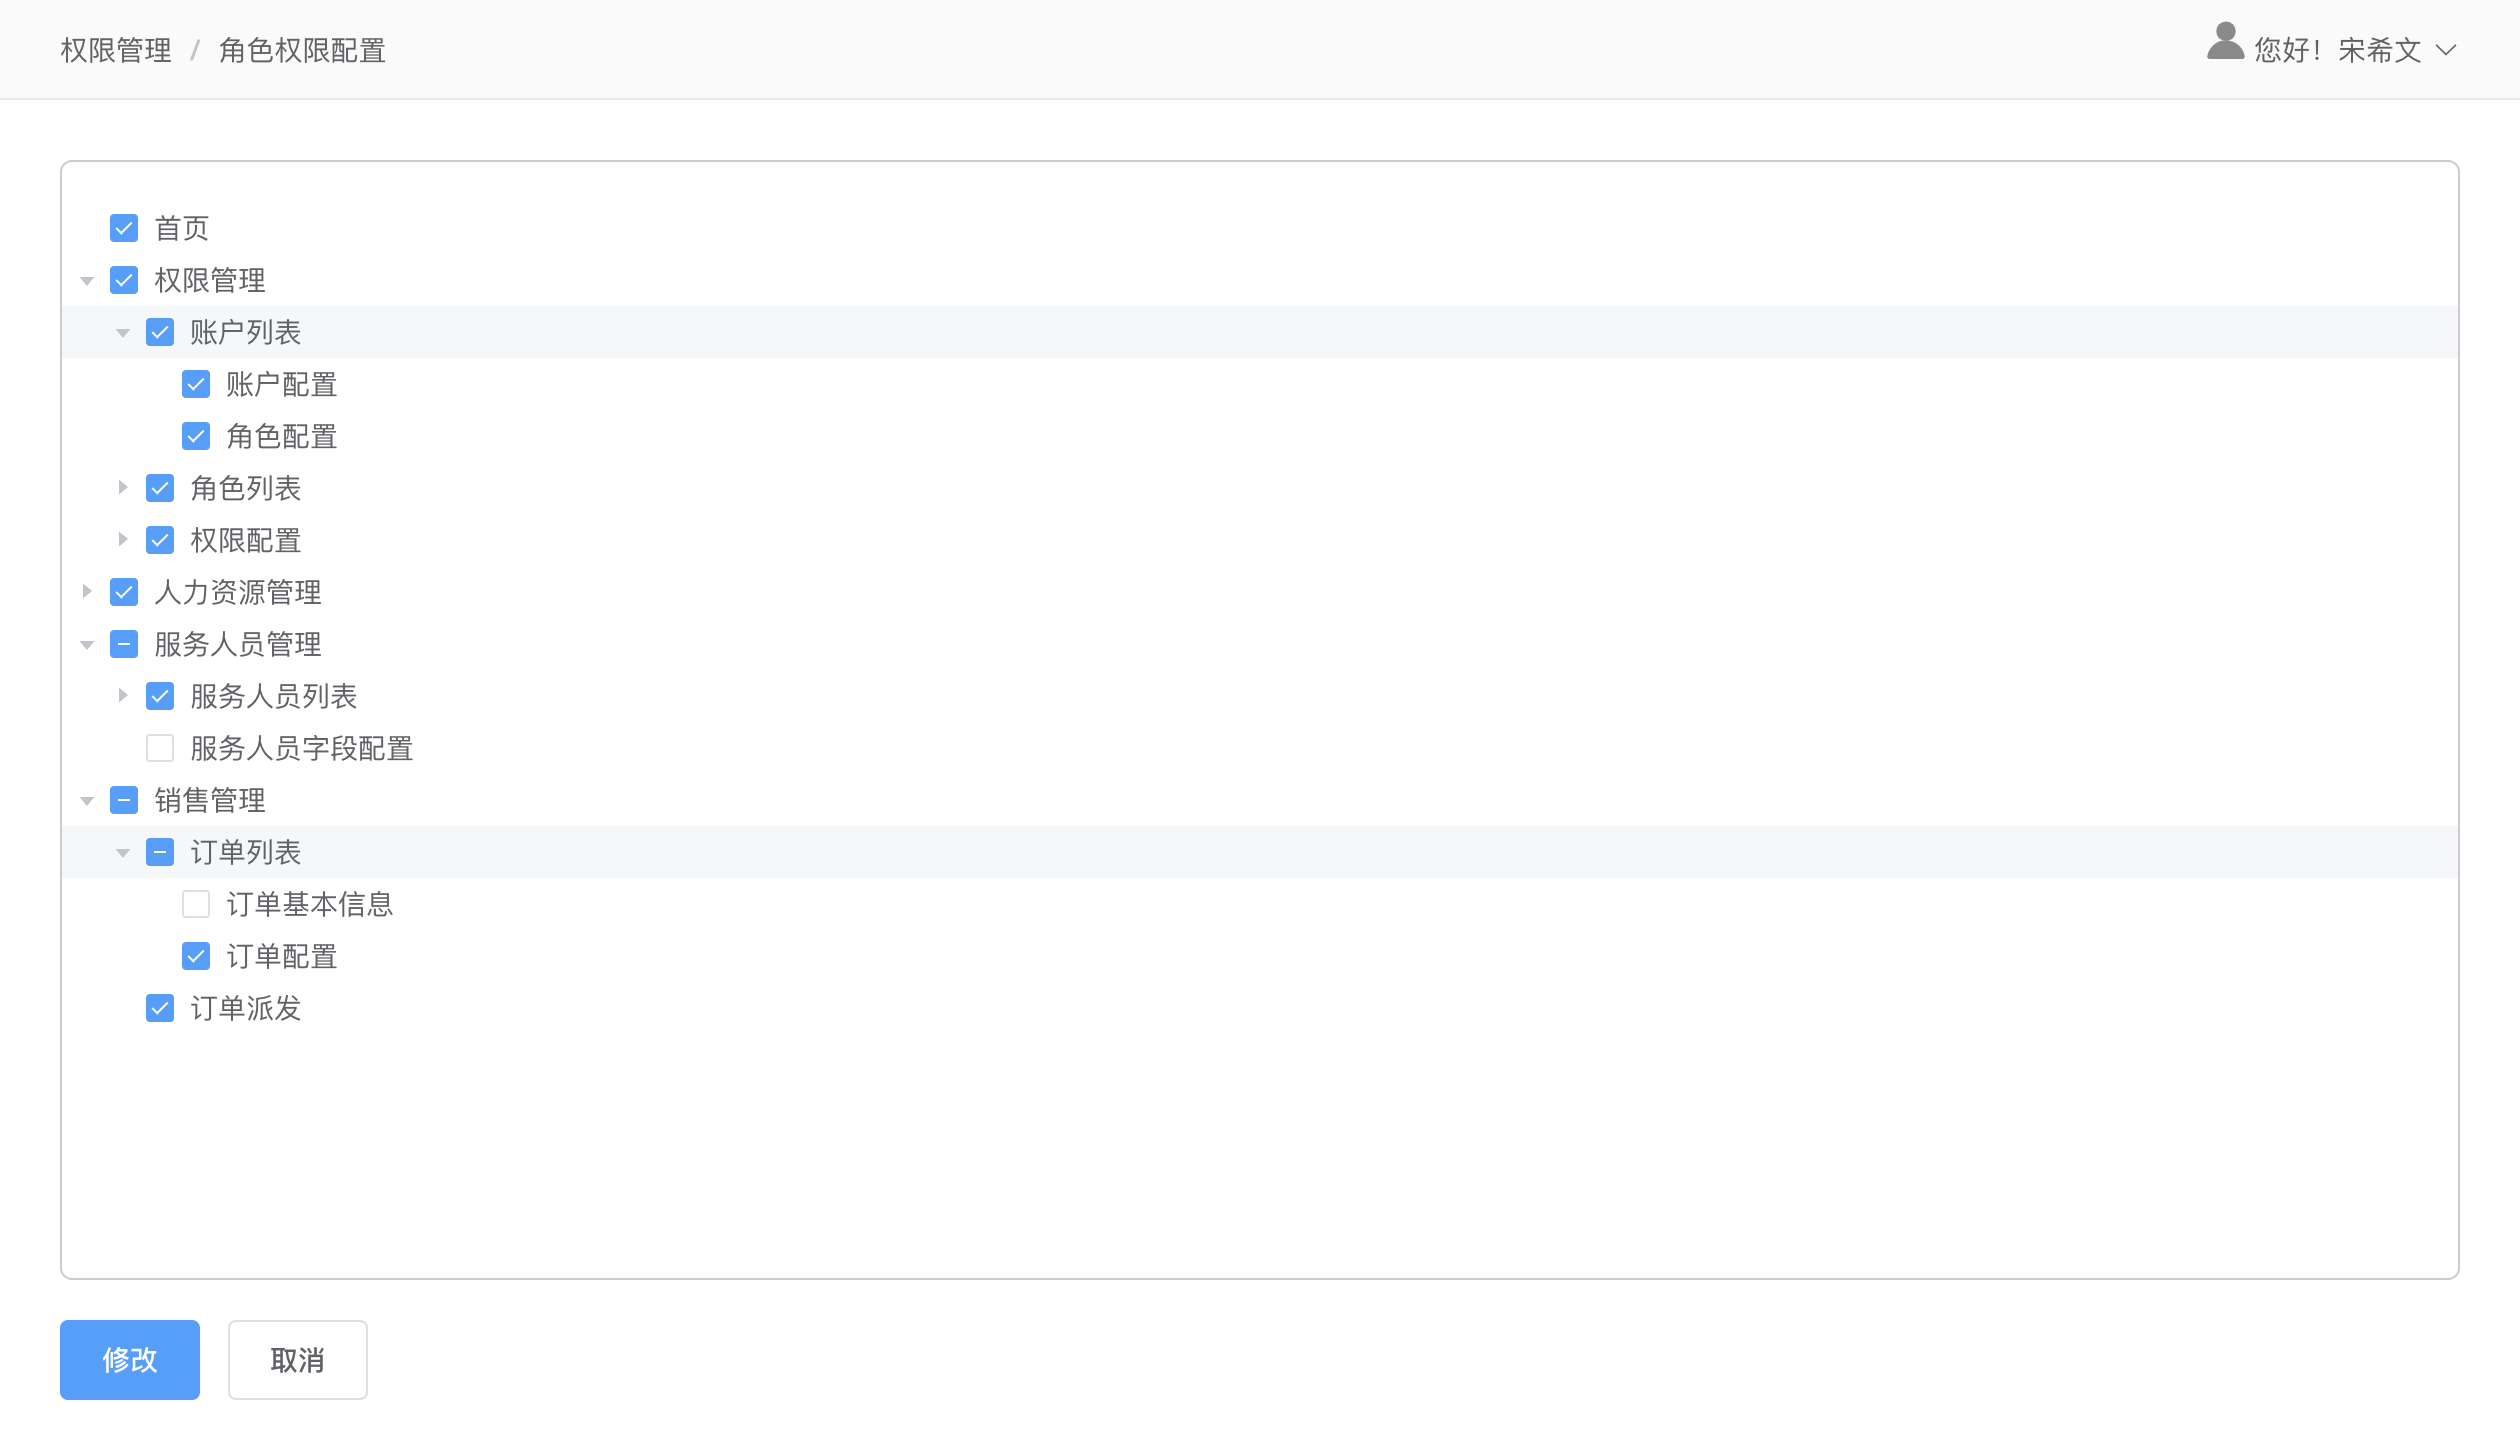 权限管理 / 角色权限配置
您好！宋希文
首页
权限管理
账户列表
账户配置
角色配置
角色列表
权限配置
人力资源管理
服务人员管理
服务人员列表
服务人员字段配置
销售管理
订单列表
订单基本信息
订单配置
订单派发
修改 取消